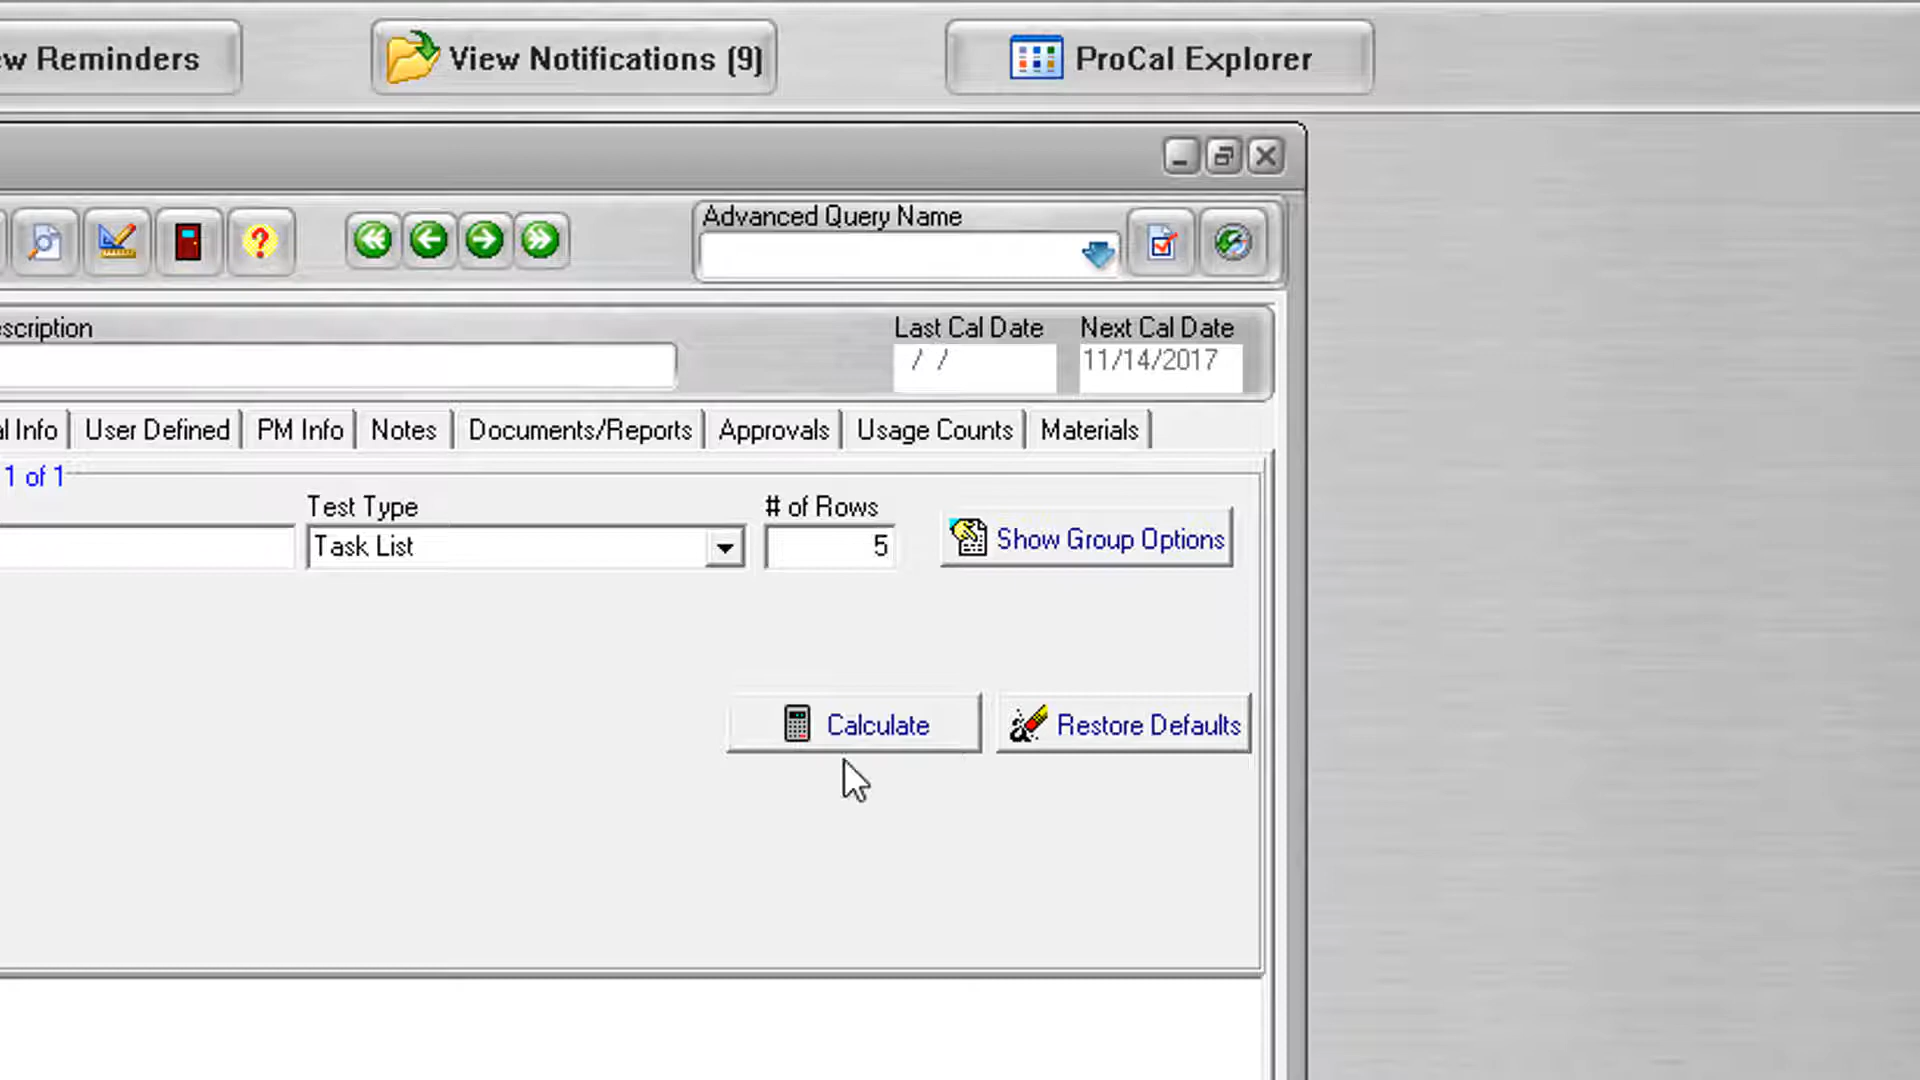 w Reminders
View Notifications (9)
ProCal Explorer
Advanced Query Name
escription
Last Cal Date
Next Cal Date
/ /
11/14/2017
al Info
User Defined
PM Info
Notes
Documents/Reports
Approvals
Usage Counts
Materials
1 of 1
Test Type
# of Rows
Task List
5
Show Group Options
Calculate
Restore Defaults